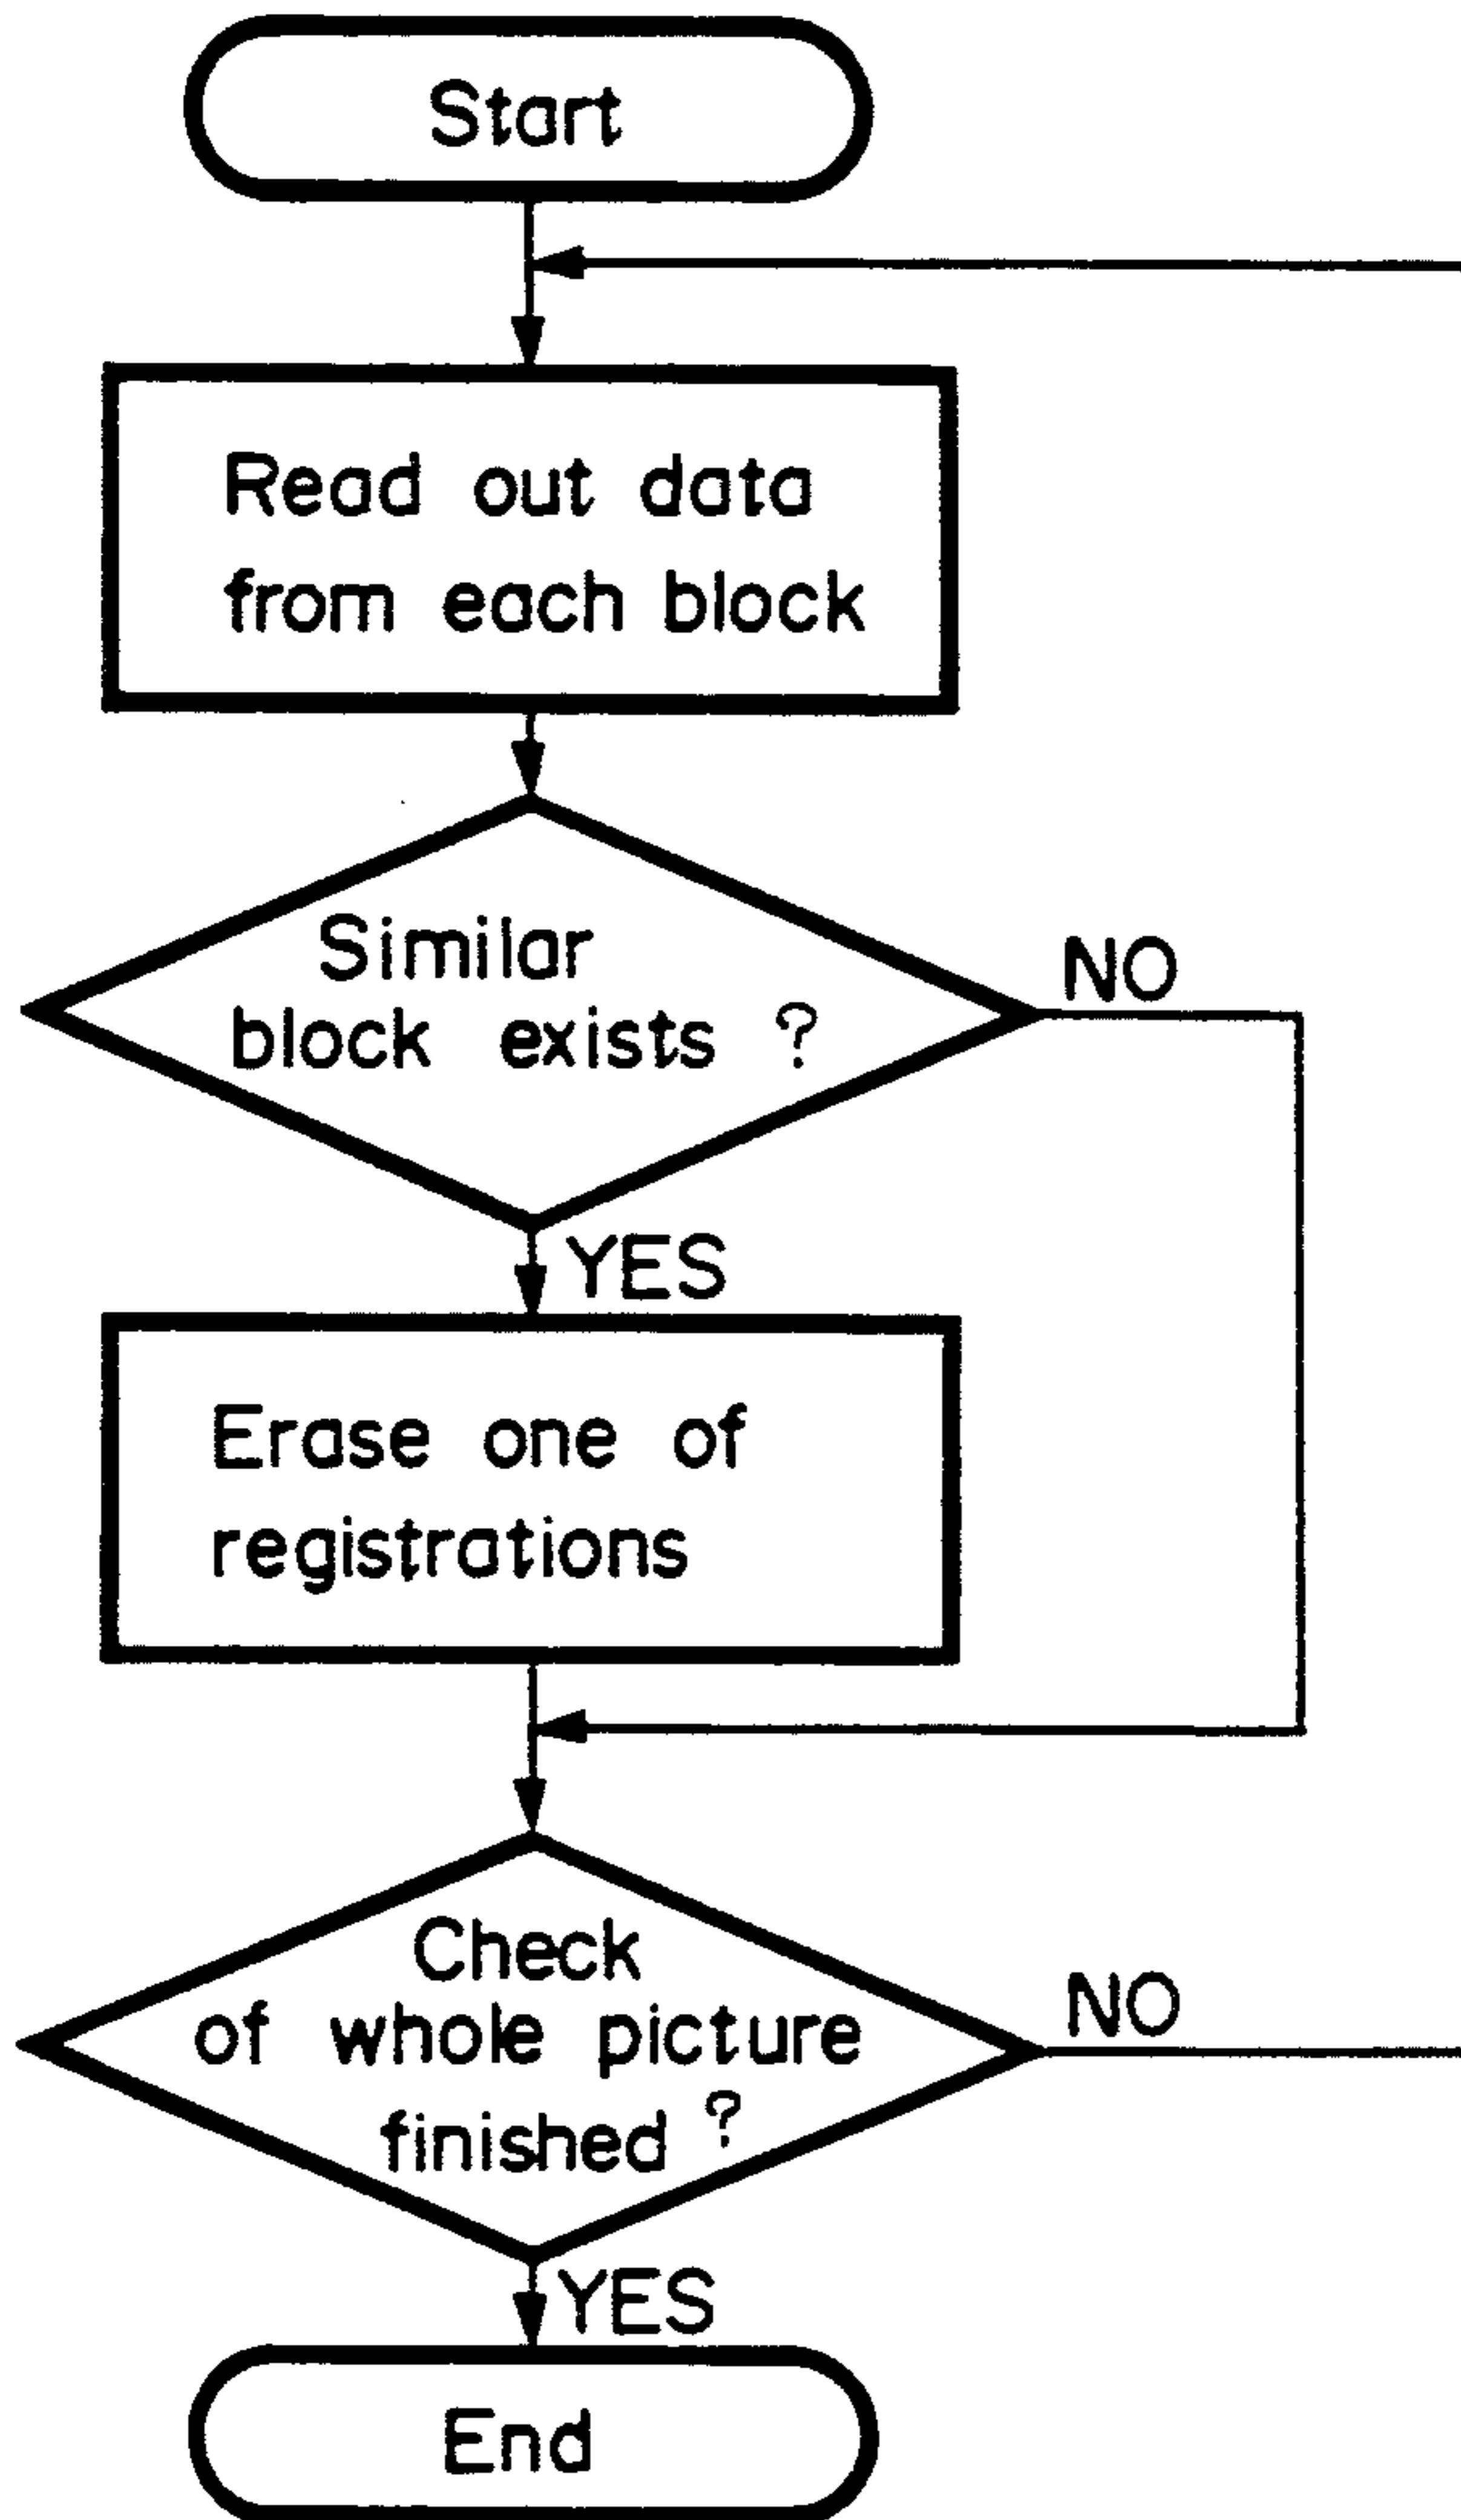 Start
Read out data
from each block
Similar
block exists ?
NO
YES
Erase one of
registrations
Check
of whole picture
finished ?
NO
YES
End